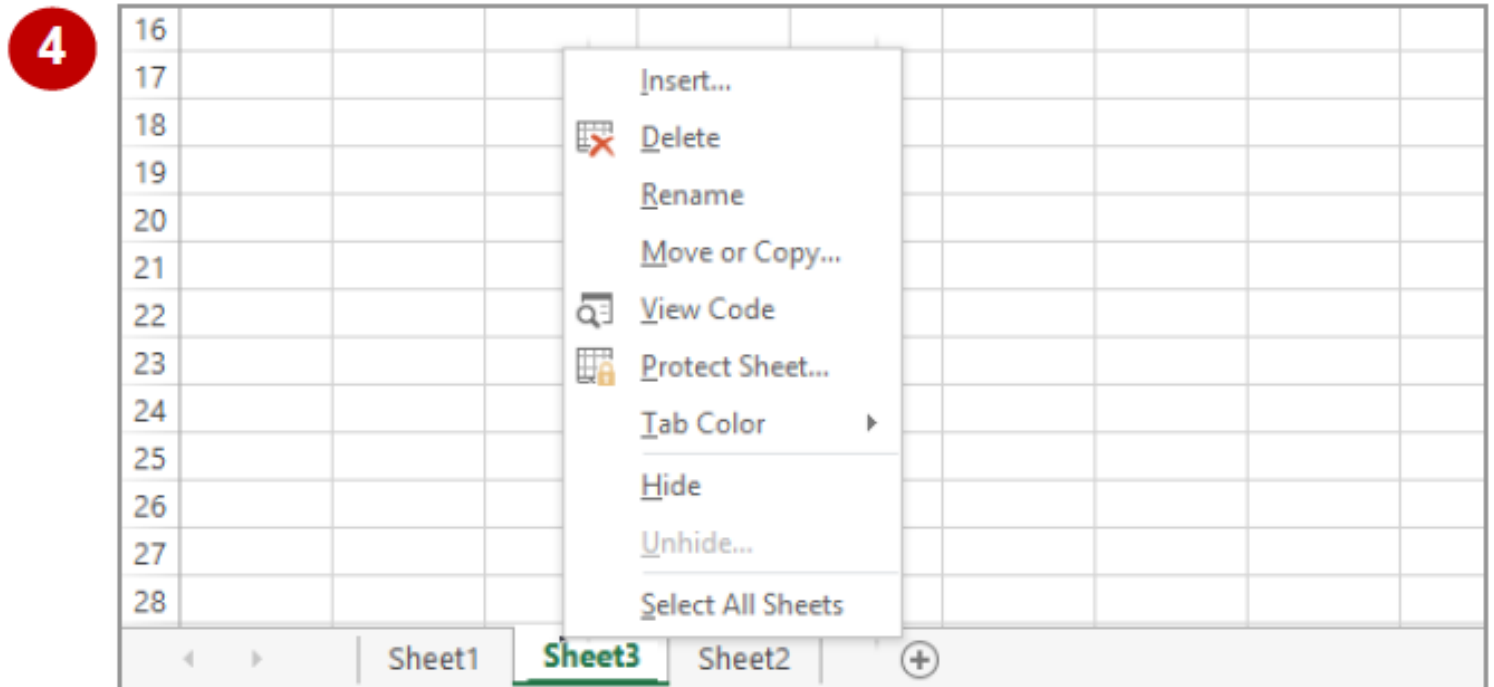 4
16
17
Insert...
18
Delete
19
Rename
20
21
Move or Copy...
22
View Code
23
Protect Sheet...
24
Tab Color
25
26
Hide
27
Unhide...
28
Select All Sheets
Sheet1 Sheet3 Sheet2